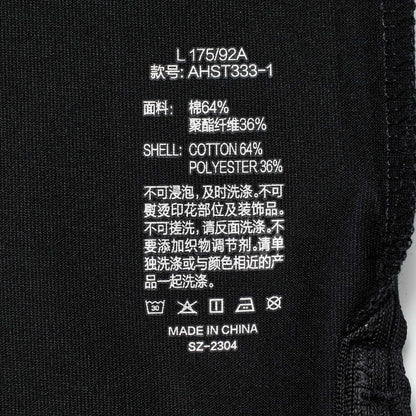 L 175/92A
款号: AHST333-1
面料: 棉64%
聚酯纤维36%
SHELL: COTTON 64%
POLYESTER 36%
不可浸泡,及时洗涤。不可
熨烫印花部位及装饰品。
不可搓洗,请反面洗涤。不
要添加织物调节剂。请单
独洗涤或与颜色相近的产
品一起洗涤。
30
MADE IN CHINA
SZ-2304